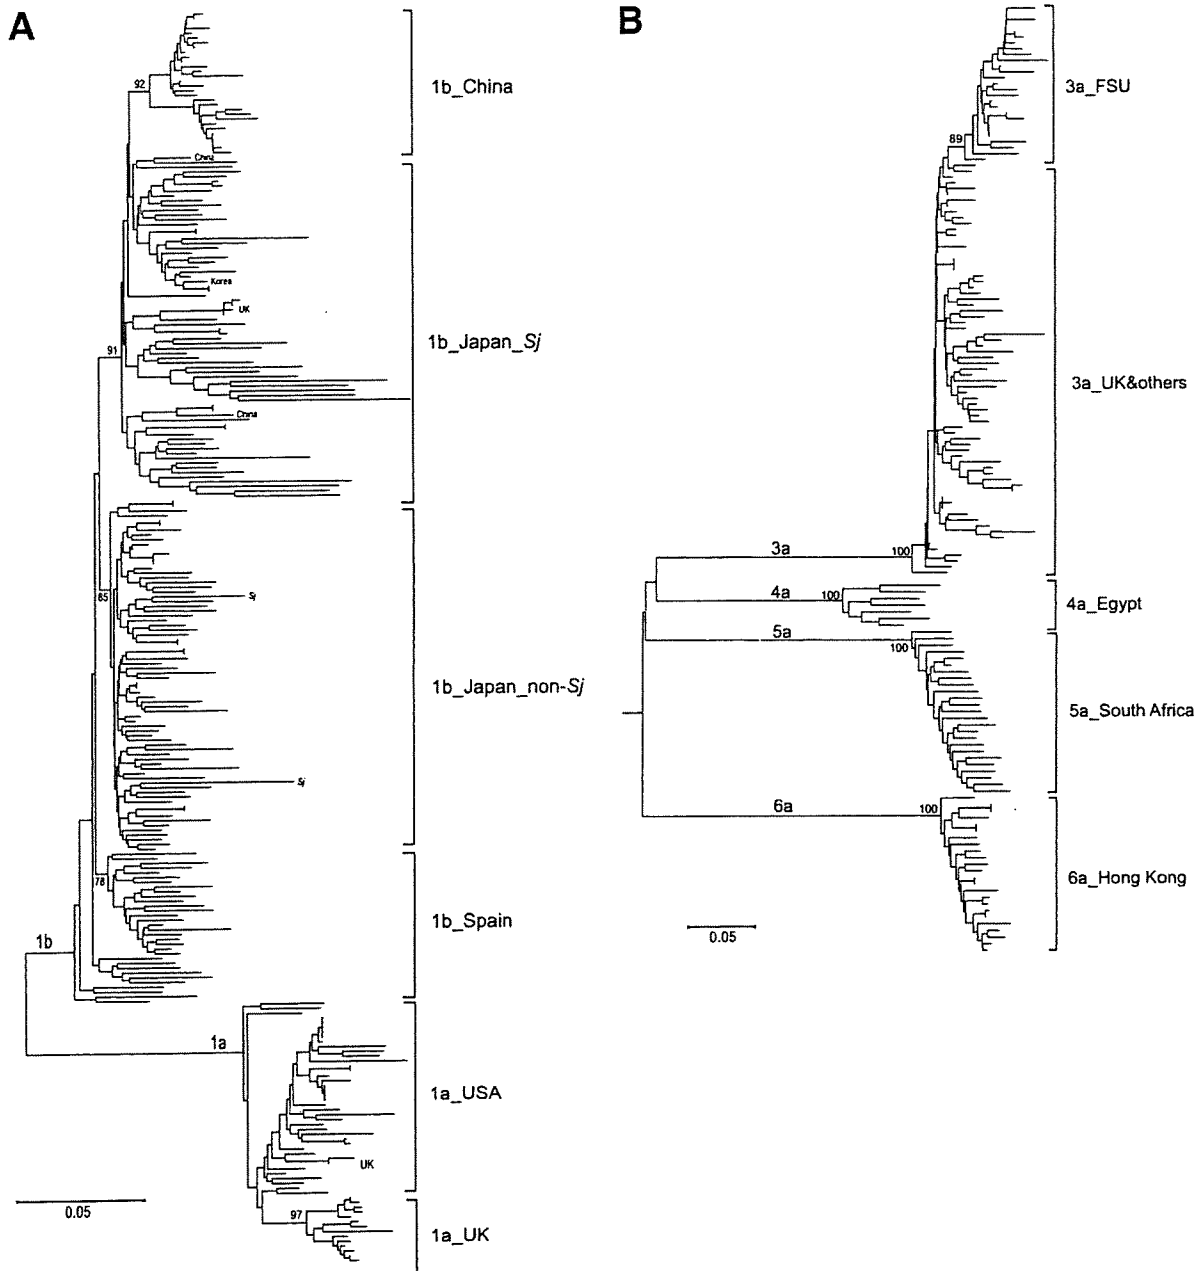 A
92
1b_China
China
Korea
UK
91
1b_Japan_Sj
China
85
Sj
1b_Japan_non-Sj
Sj
78
1b_Spain
1b
1a
1a_USA
UK
0.05
97
1a_UK
B
3a_FSU
89
3a_UK&others
3a
100
4a
100
4a_Egypt
5a
100
5a_South Africa
6a
100
6a_Hong Kong
0.05